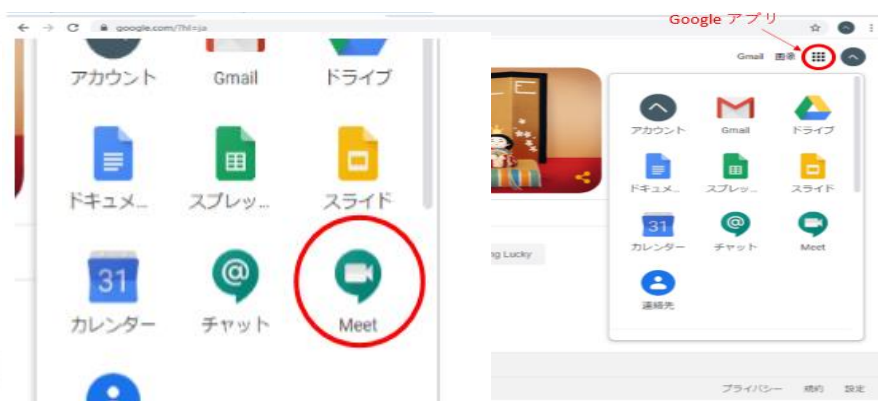 google.com/?hl=ja
アカウント Gmail ドライブ
ドキュメ... スプレッ... スライド
31
カレンダー チャット Meet
Google アプリ
Gmail 画像
アカウント Gmail ドライブ
ドキュメ... スプレッ... スライド
31
カレンダー チャット Meet
ng Lucky
連絡先
プライバシー 規約 設定